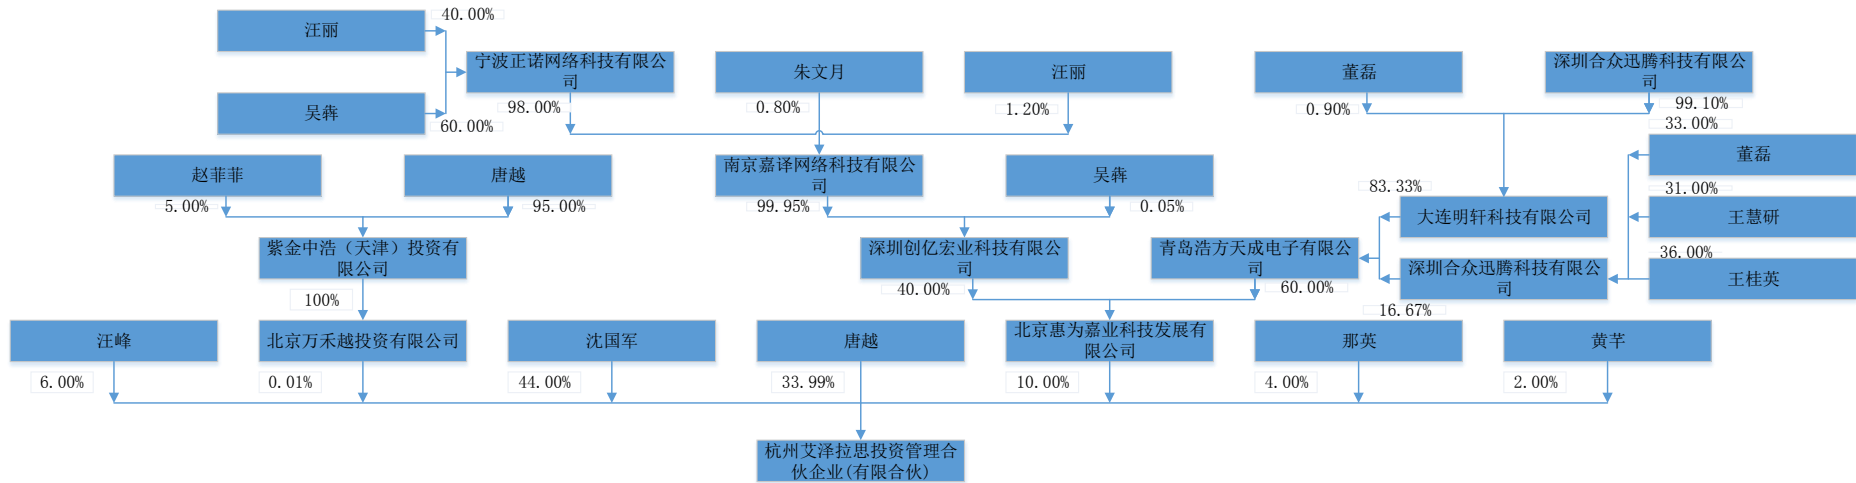 汪丽
40.00%
宁波正诺网络科技有限公
司
朱文月
汪丽
董磊
深圳合众迅腾科技有限公
司
吴犇
60.00%
98.00%
0.80%
1.20%
0.90%
99.10%
33.00%
赵菲菲
唐越
南京嘉译网络科技有限公
司
吴犇
董磊
5.00%
95.00%
99.95%
0.05%
83.33%
31.00%
大连明轩科技有限公司
王慧研
紫金中浩（天津）投资有
限公司
深圳创亿宏业科技有限公
司
青岛浩方天成电子有限公
司
36.00%
深圳合众迅腾科技有限公
司
王桂英
100%
40.00%
60.00%
16.67%
汪峰
北京万禾越投资有限公司
沈国军
唐越
北京惠为嘉业科技发展有
限公司
那英
黄芊
6.00%
0.01%
44.00%
33.99%
10.00%
4.00%
2.00%
杭州艾泽拉思投资管理合
伙企业(有限合伙)